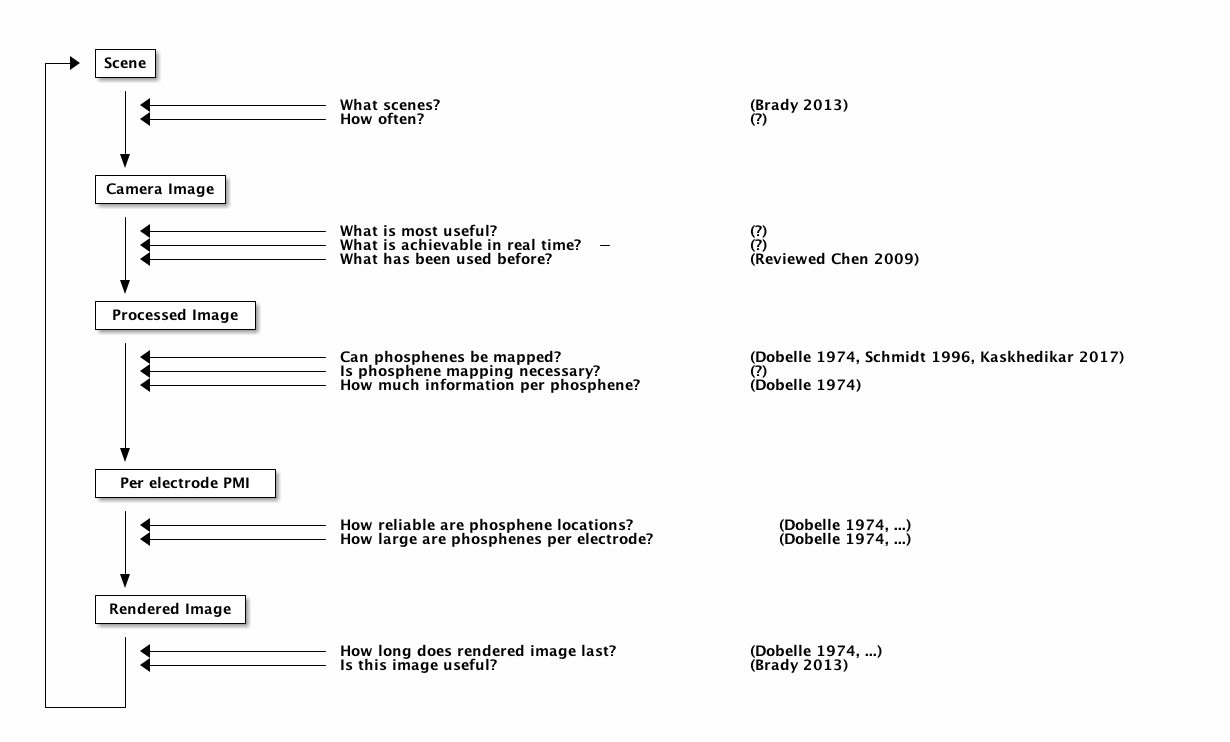 Scene
What scenes? (Brady 2013)
How often? (?)
Camera Image
What is most useful? (?)
What is achievable in real time? — (?)
What has been used before? (Reviewed Chen 2009)
Processed Image
Can phosphenes be mapped? (Dobelle 1974, Schmidt 1996, Kaskhedikar 2017)
Is phosphene mapping necessary? (?)
How much information per phosphene? (Dobelle 1974)
Per electrode PMI
How reliable are phosphene locations? (Dobelle 1974, ...)
How large are phosphenes per electrode? (Dobelle 1974, ...)
Rendered Image
How long does rendered image last? (Dobelle 1974, ...)
Is this image useful? (Brady 2013)